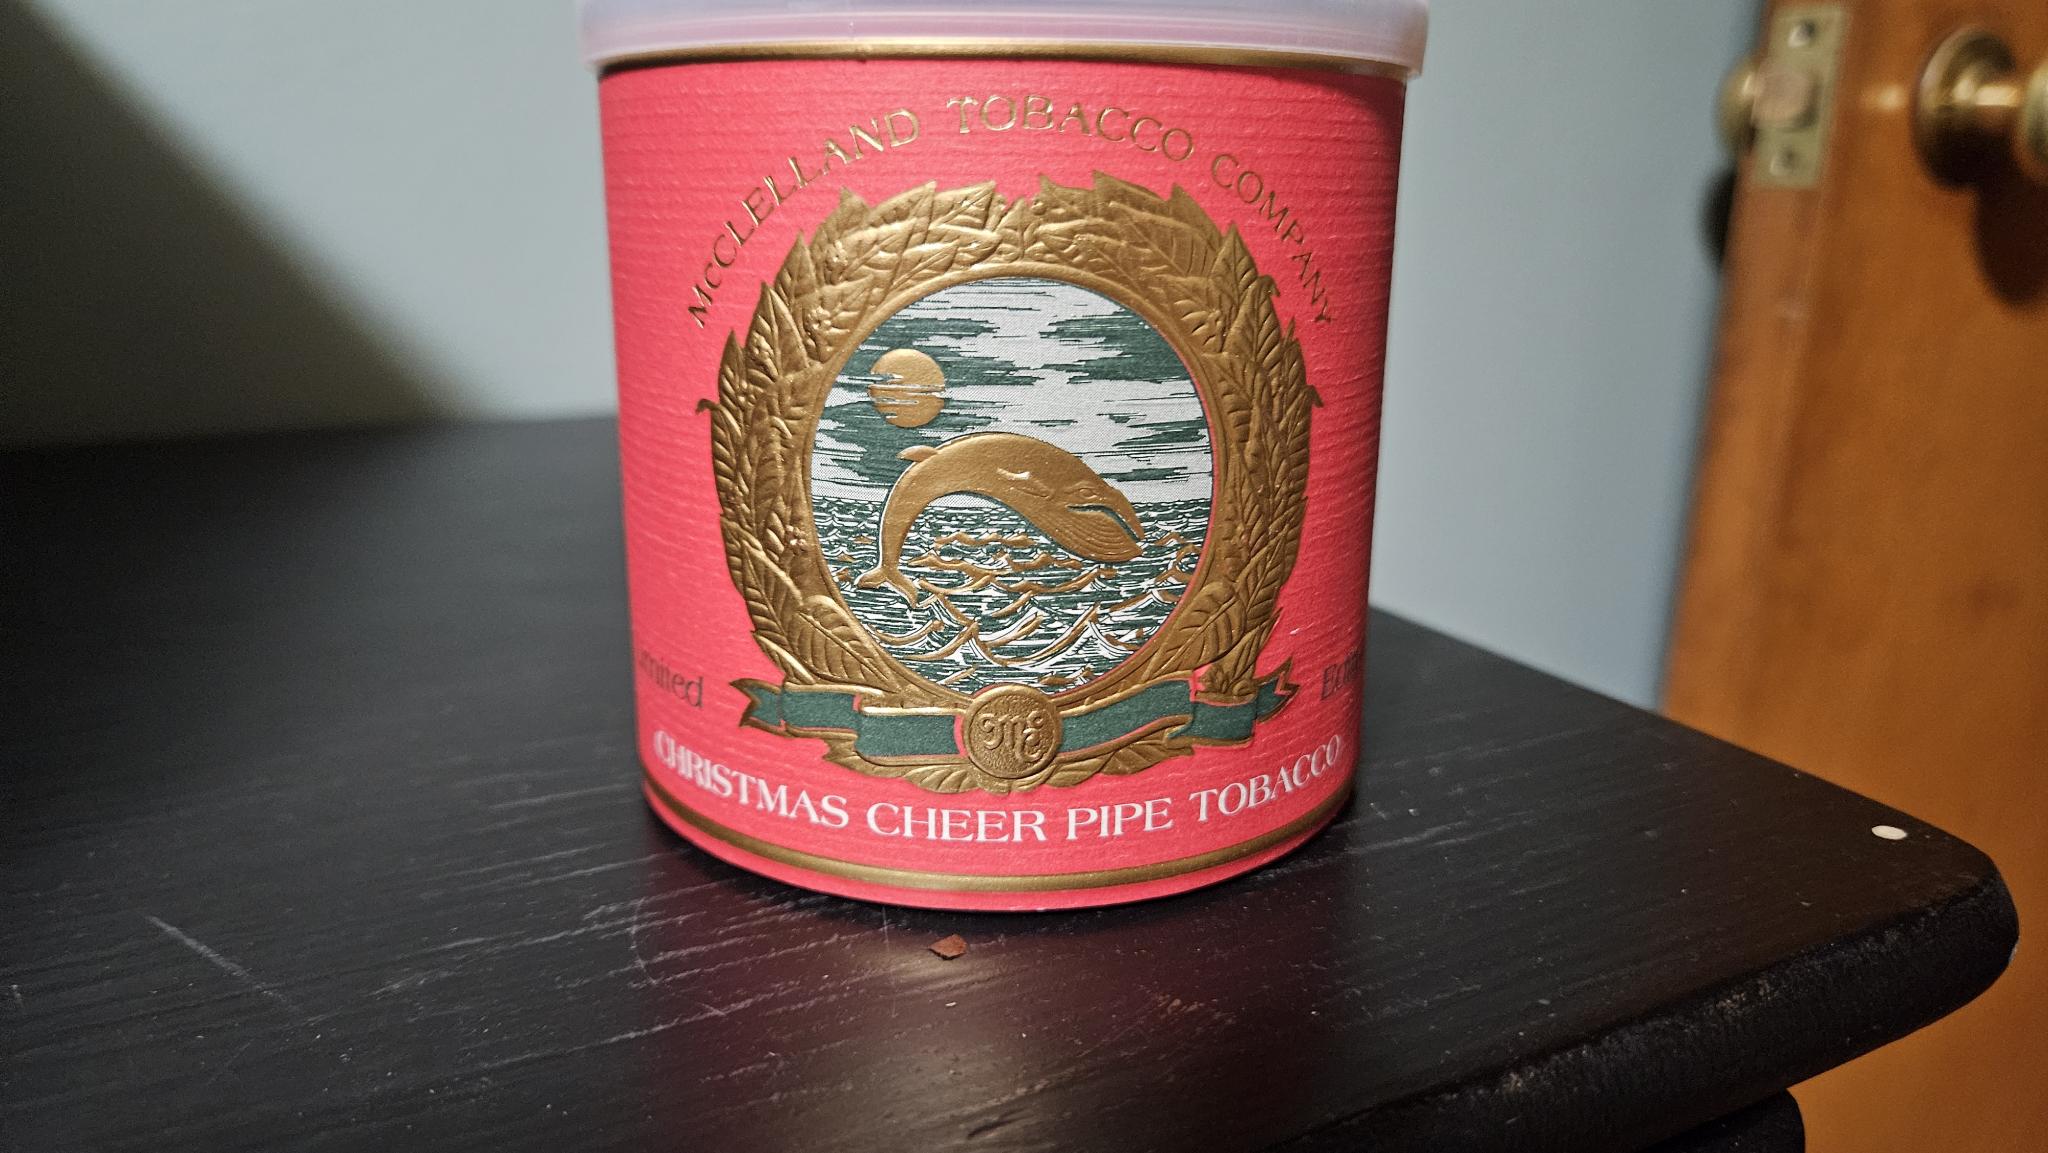 McCLELLAND TOBACCO COMPANY
CHRISTMAS CHEER PIPE TOBACCO